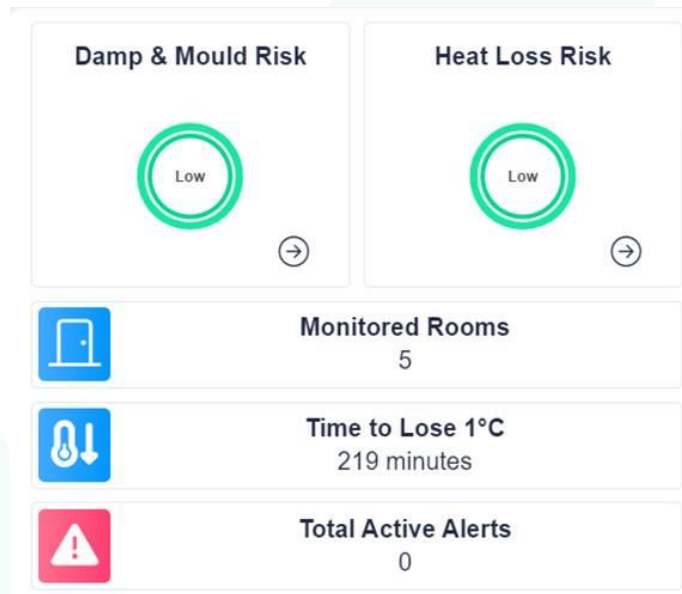 Damp & Mould Risk
Heat Loss Risk
Low
Low
Monitored Rooms
5
Time to Lose 1°C
219 minutes
Total Active Alerts
0